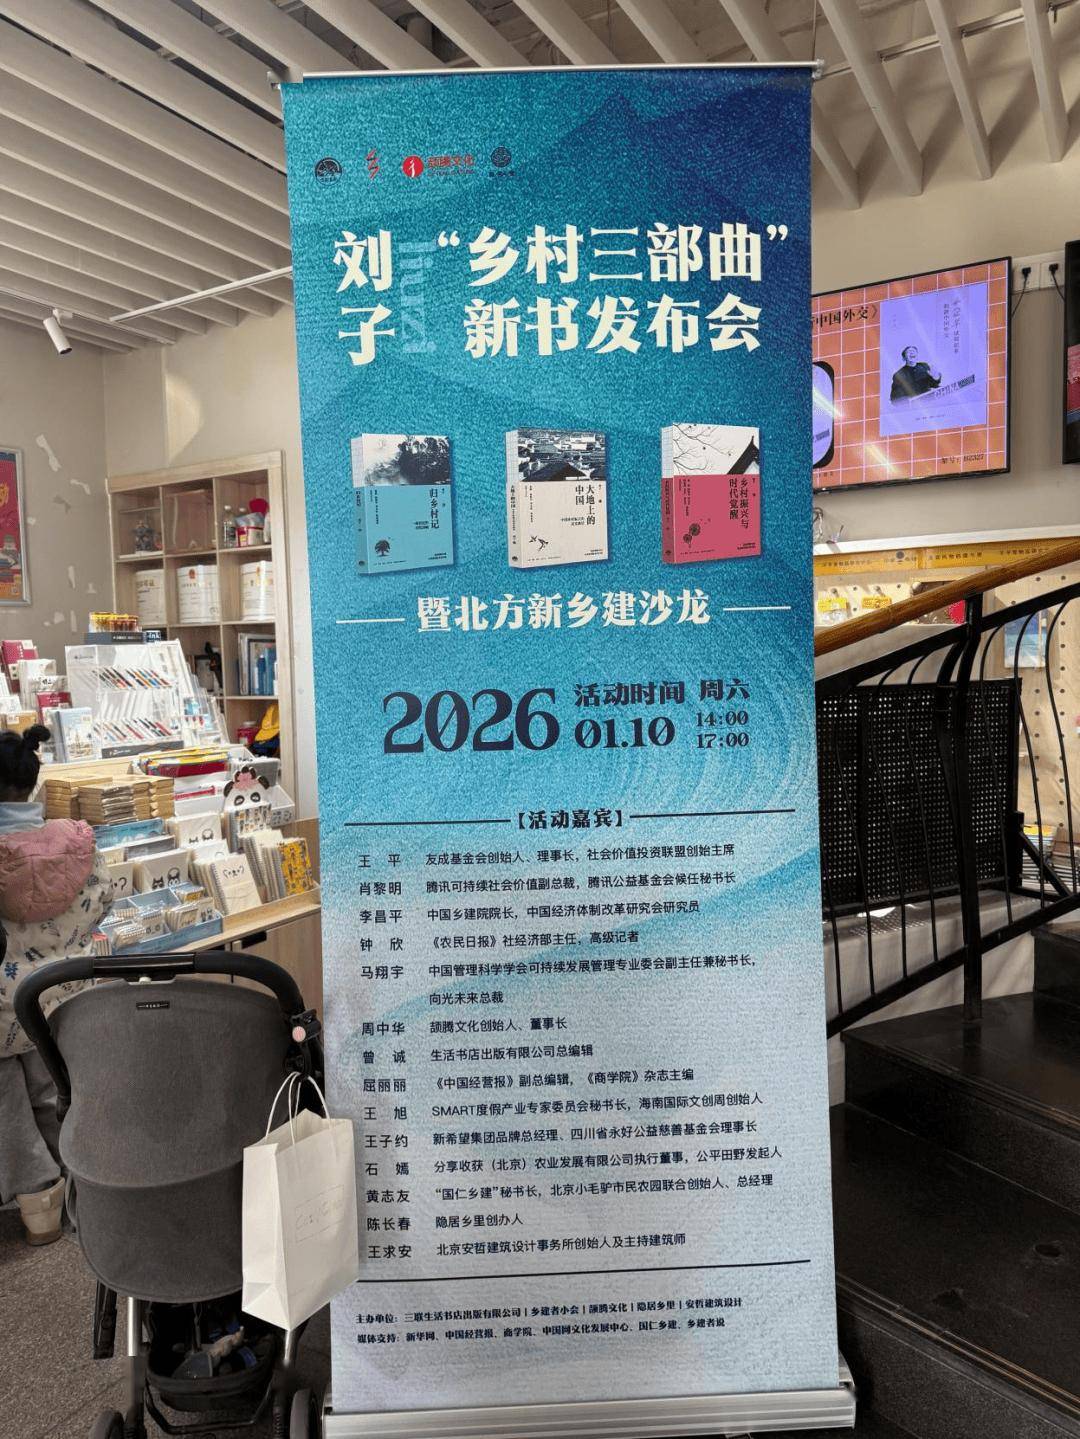 颉腾文化
刘子
liuzi
“乡村三部曲”
新书发布会
归乡村记
大地上的中国
乡村振兴与时代觉醒
暨北方新乡建沙龙
2026
活动时间 周六
01.10
14:00
17:00
【活动嘉宾】
王平 友成基金会创始人、理事长，社会价值投资联盟创始主席
肖黎明 腾讯可持续社会价值副总裁，腾讯公益基金会候任秘书长
李昌平 中国乡建院院长，中国经济体制改革研究会研究员
钟欣 《农民日报》社经济部主任，高级记者
马翔宇 中国管理科学学会可持续发展管理专业委会副主任兼秘书长，
向光未来总裁
周中华 颉腾文化创始人、董事长
曾诚 生活书店出版有限公司总编辑
屈丽丽 《中国经营报》副总编辑，《商学院》杂志主编
王旭 SMART度假产业专家委员会秘书长，海南国际文创周创始人
王子约 新希望集团品牌总经理、四川省永好公益慈善基金会理事长
石嫣 分享收获（北京）农业发展有限公司执行董事，公平田野发起人
黄志友 “国仁乡建”秘书长，北京小毛驴市民农园联合创始人、总经理
陈长春 隐居乡里创办人
王求安 北京安哲建筑设计事务所创始人及主持建筑师
主办单位：三联生活书店出版有限公司 | 乡建者小会 | 颉腾文化 | 隐居乡里 | 安哲建筑设计
媒体支持：新华网、中国经营报、商学院、中国网文化发展中心、国仁乡建、乡建者说
中国外交》
架号：B2327